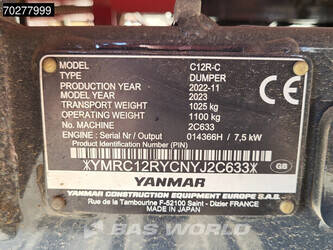 70277999
MODEL C12R-C
TYPE DUMPER
PRODUCTION YEAR 2022-11
MODEL YEAR 2023
TRANSPORT WEIGHT 1025 kg
OPERATING WEIGHT 1100 kg
No. MACHINE 2C633
ENGINE : Serial Nr / Output 014366H / 7,5 kW
Product Identification Number (PIN)
*YMRC12RYCNYJ2C633*
YANMAR GB
YANMAR CONSTRUCTION EQUIPMENT EUROPE S.A.S.
Rue de la Tambourine F-52100 Saint - Dizier FRANCE
MADE IN JAPAN
BAS WORLD